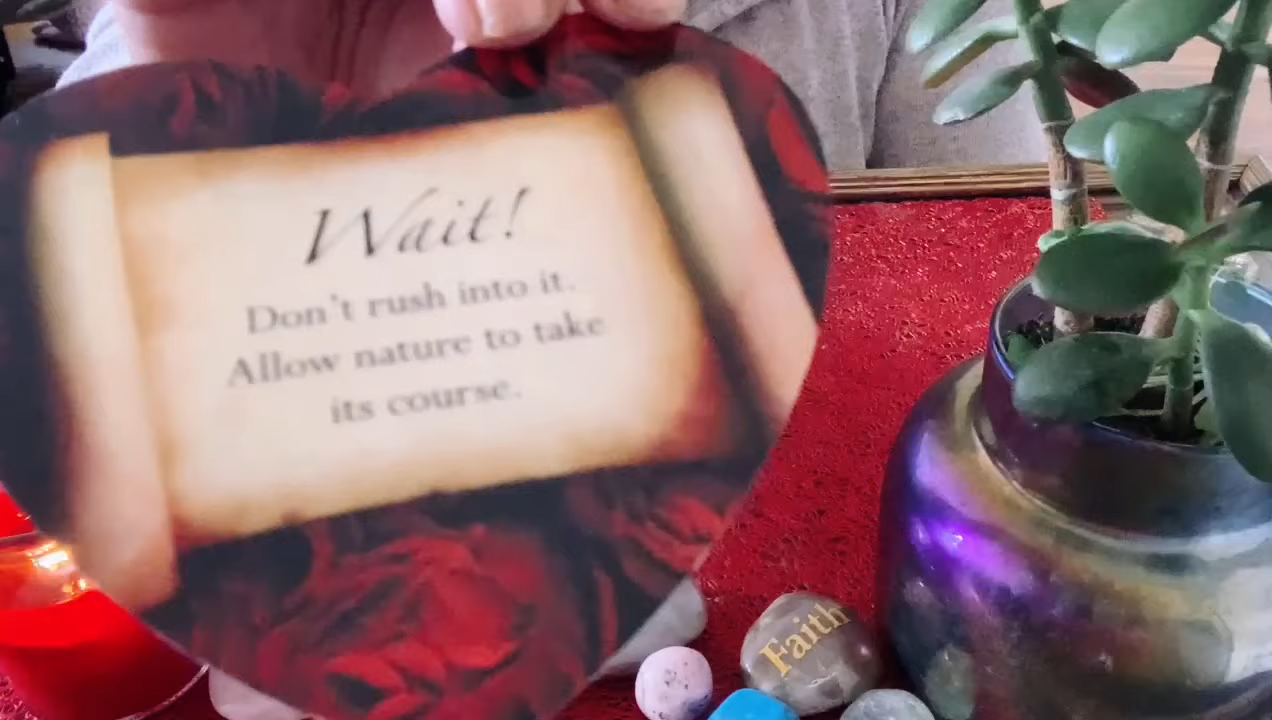 Wait!
Don't rush into it.
Allow nature to take
its course.
Faith